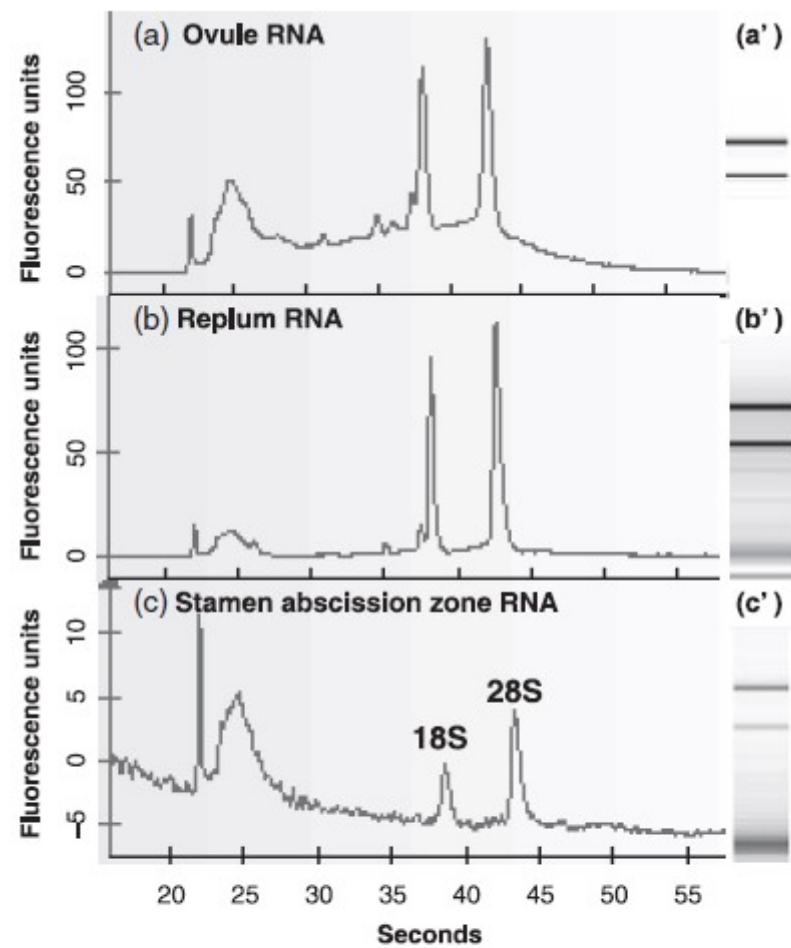 (a) Ovule RNA
(a')
Fluorescence units
100
50
0
(b) Replum RNA
(b')
Fluorescence units
100
50
0
(c) Stamen abscission zone RNA
(c')
Fluorescence units
10
5
0
−5
18S
28S
20 25 30 35 40 45 50 55
Seconds